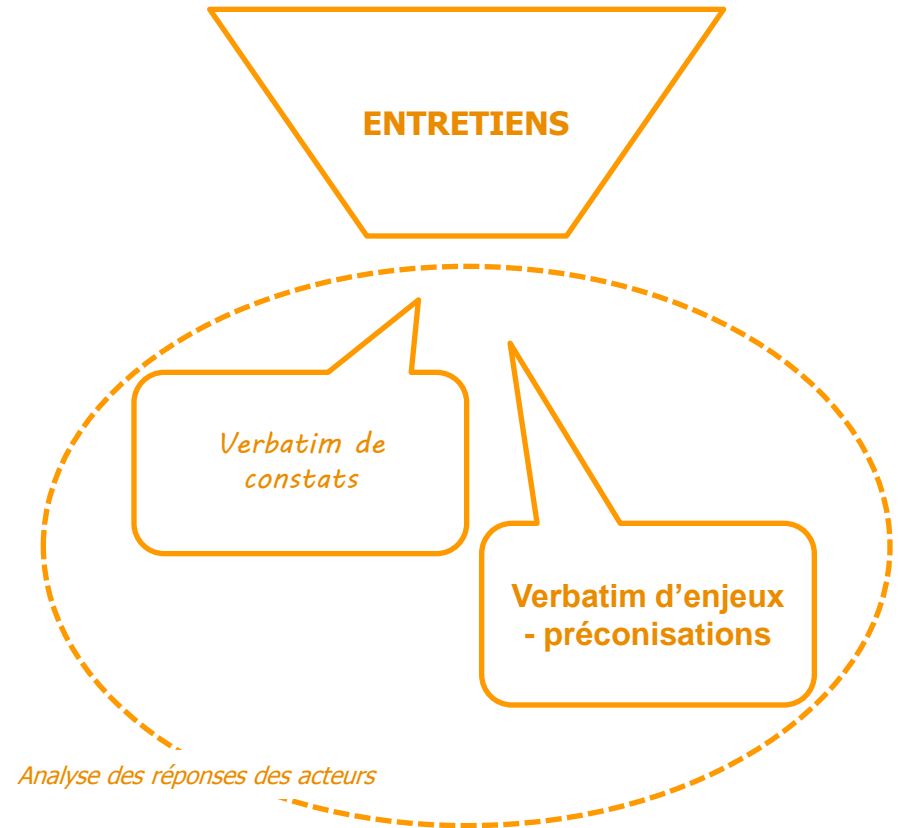 ENTRETIENS
Verbatim de
constats
Verbatim d’enjeux
- préconisations
Analyse des réponses des acteurs